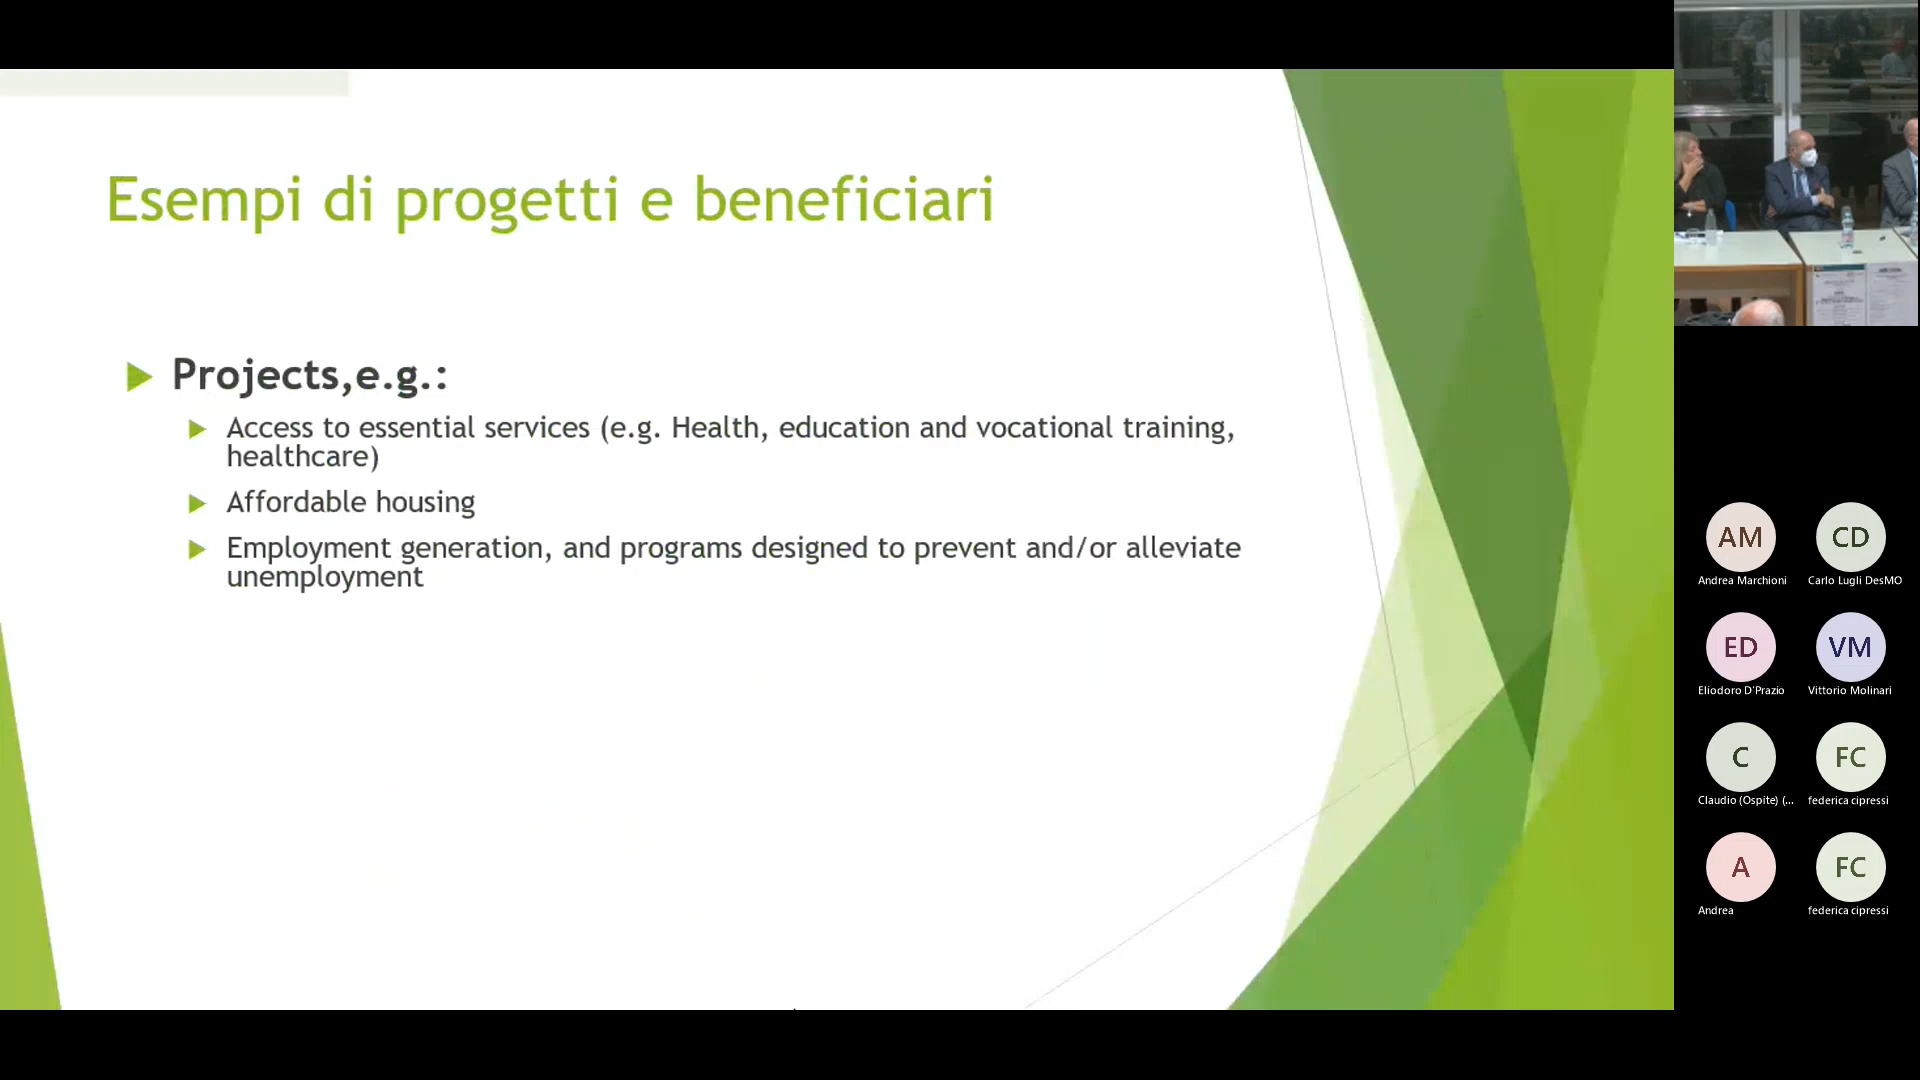 Esempi di progetti e beneficiari
Projects,e.g.:
Access to essential services (e.g. Health, education and vocational training,
healthcare)
Affordable housing
Employment generation, and programs designed to prevent and/or alleviate
unemployment
AM
Andrea Marchioni
CD
Carlo Lugli DesMO
ED
Eliodoro D'Prazio
VM
Vittorio Molinari
C
Claudio (Ospite) (...
FC
federica cipressi
A
Andrea
FC
federica cipressi